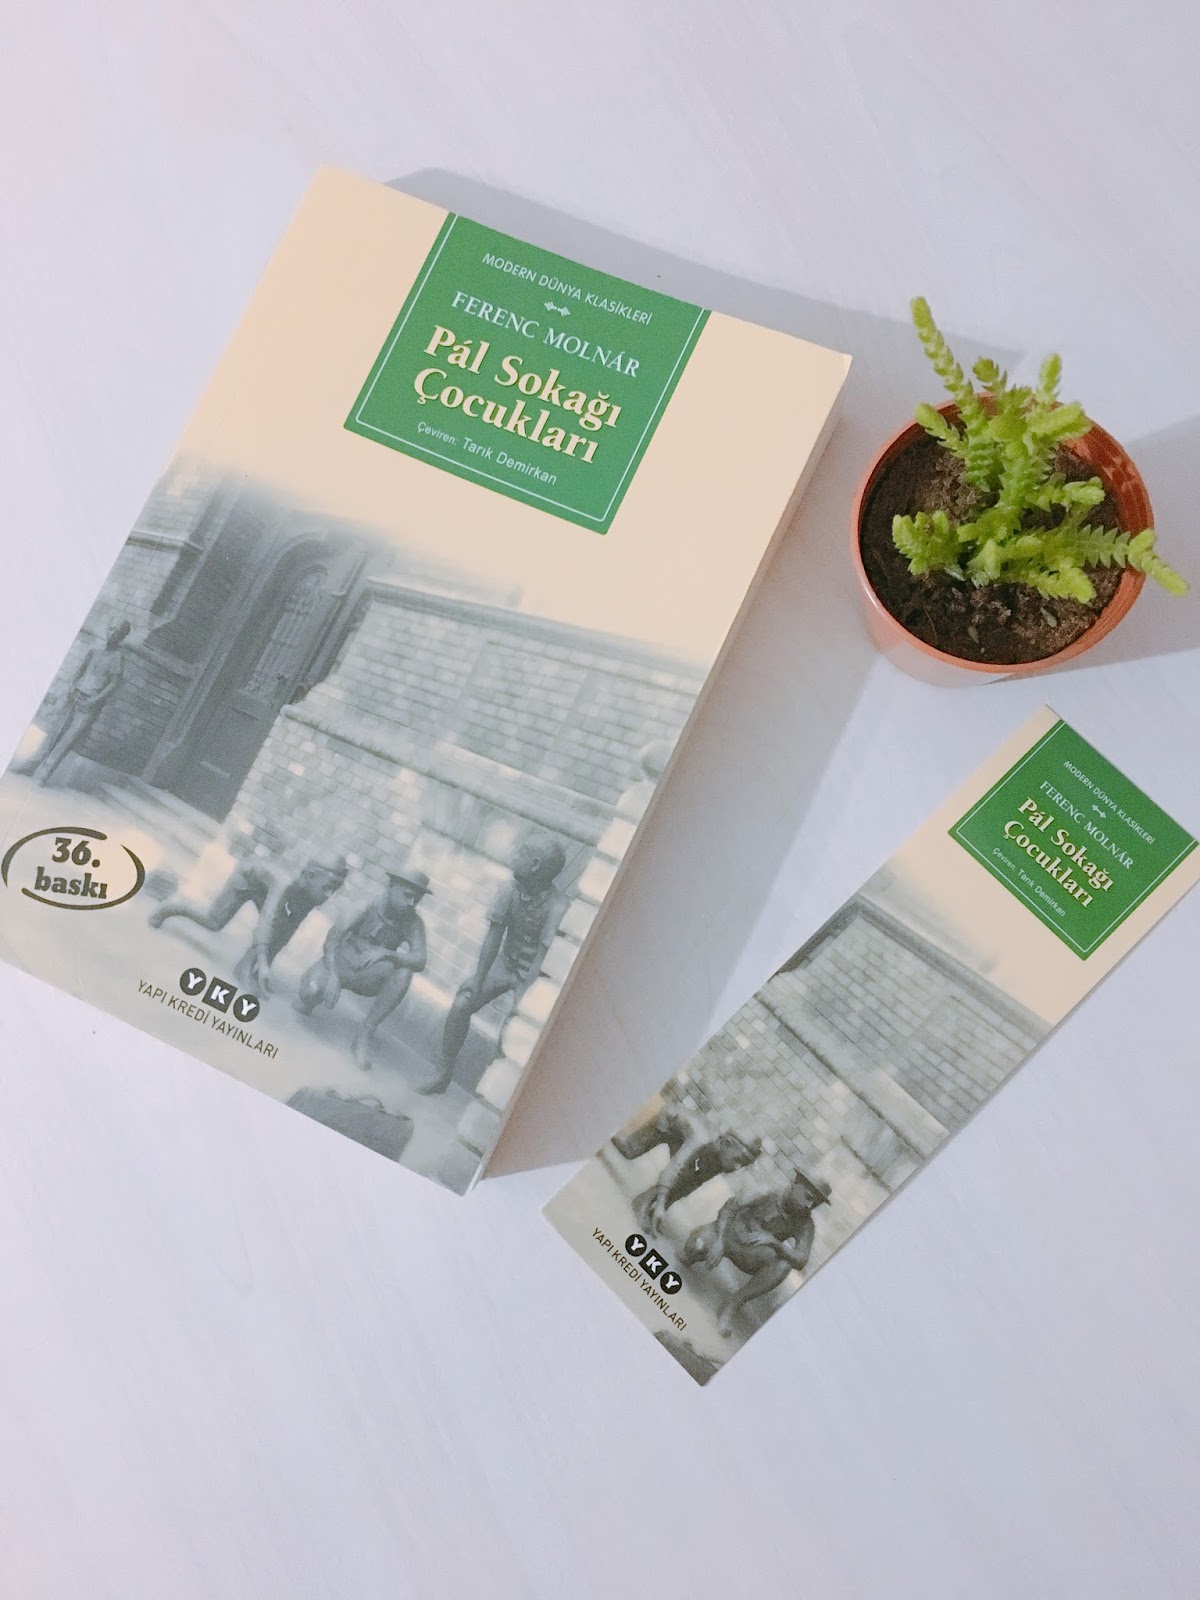 MODERN DÜNYA KLASİKLERİ
FERENC MOLNÁR
Pál Sokağı
Çocukları
Çeviren: Tarık Demirkan
36.
baskı
YKY
YAPI KREDİ YAYINLARI
MODERN DÜNYA KLASİKLERİ
FERENC MOLNÁR
Pál Sokağı
Çocukları
Çeviren: Tarık Demirkan
YKY
YAPI KREDİ YAYINLARI